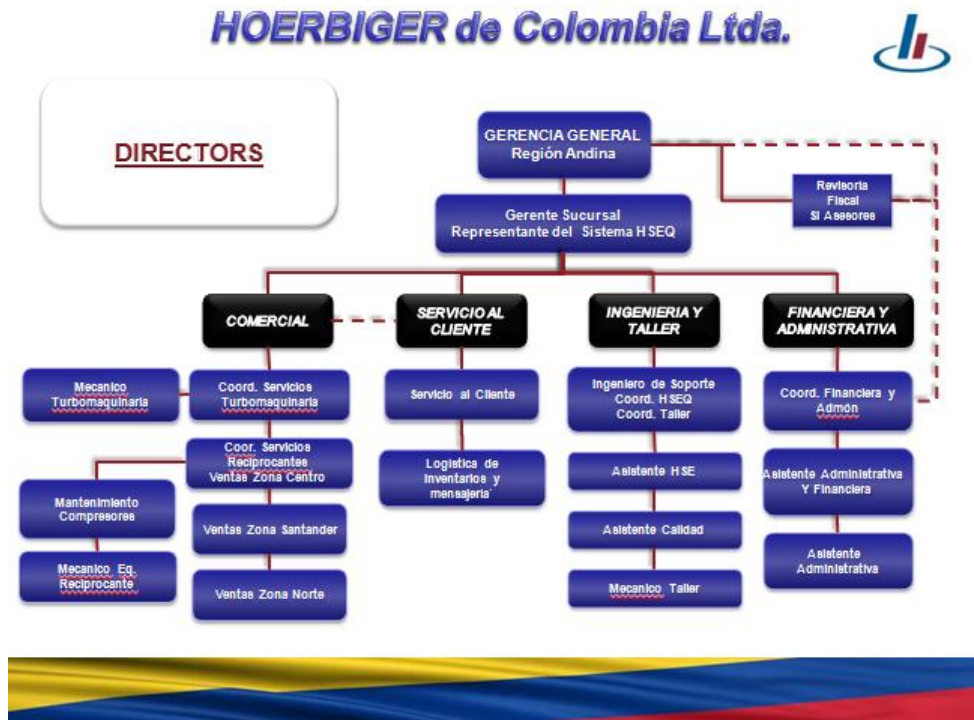 HOERBIGER de Colombia Ltda.
DIRECTORS
GERENCIA GENERAL
Región Andina
Revisoria
Fiscal
SI Asesores
Gerente Sucursal
Representante del Sistema HSEQ
COMERCIAL
SERVICIO AL
CLIENTE
INGENIERIA Y
TALLER
FINANCIERA Y
ADMINISTRATIVA
Mecanico
Turbomaquinaria
Coord. Servicios
Turbomaquinaria
Servicio al Cliente
Ingeniero de Soporte
Coord. HSEQ
Coord. Taller
Coord. Financiera y
Admón
Coor. Servicios
Reciprocantes
Ventas Zona Centro
Logistica de
Inventarios y
mensajeria`
Asistente HSE
Asistente Administrativa
Y Financiera
Mantenimiento
Compresores
Ventas Zona Santander
Asistente Calidad
Asistente
Administrativa
Mecanico Eq.
Reciprocante
Ventas Zona Norte
Mecanico Taller